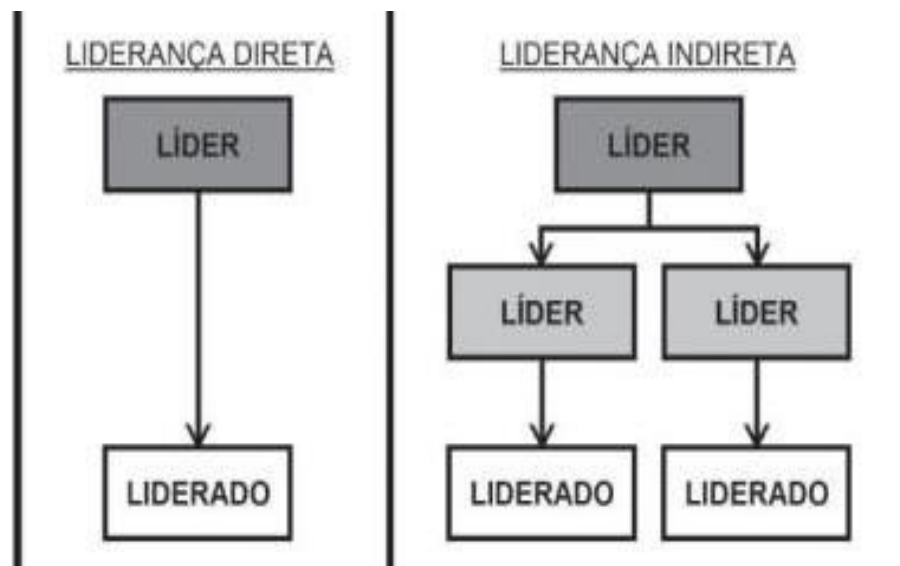 LIDERANÇA DIRETA
LÍDER
LIDERADO
LIDERANÇA INDIRETA
LÍDER
LÍDER
LÍDER
LIDERADO
LIDERADO